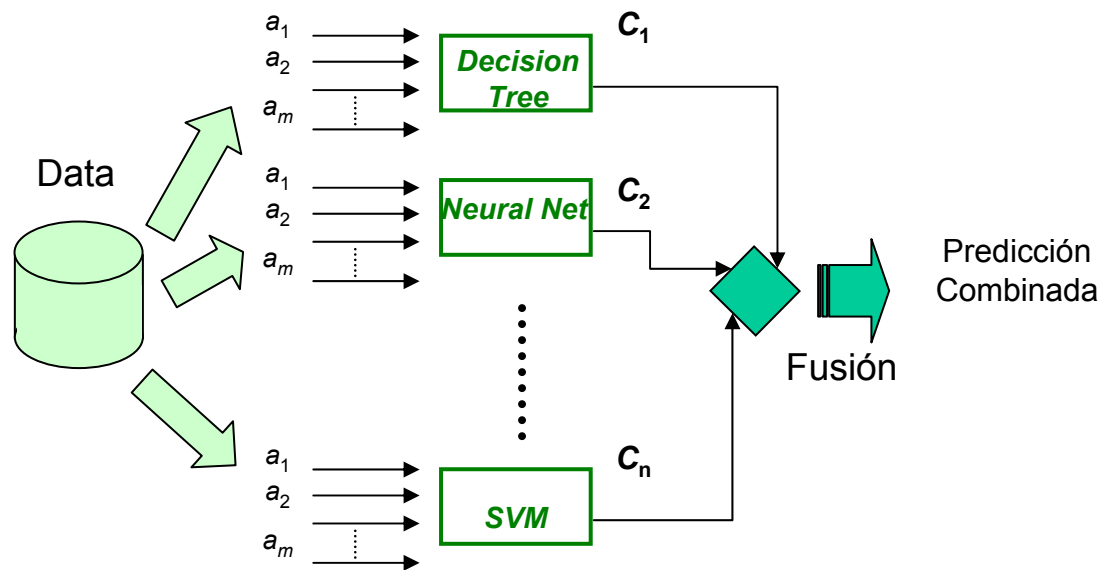 Data
a1
a2
am
Decision
Tree
C1
a1
a2
am
Neural Net
C2
a1
a2
am
SVM
Cn
Fusión
Predicción
Combinada